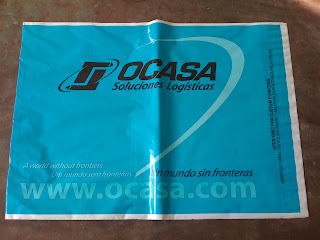 OCASA
Soluciones Logísticas
A world without frontiers
Um mundo sem fronteiras
Un mundo sin fronteras
www.ocasa.com